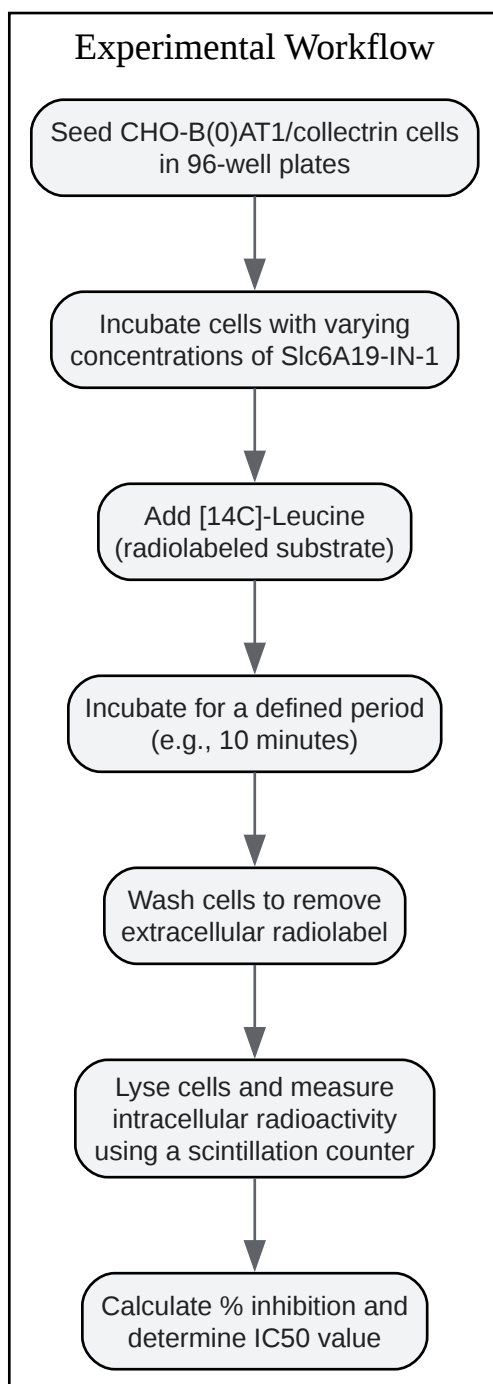 Experimental Workflow
Seed CHO-B(0)AT1/collectrin cells
in 96-well plates
Incubate cells with varying
concentrations of Slc6A19-IN-1
Add [14C]-Leucine
(radiolabeled substrate)
Incubate for a defined period
(e.g., 10 minutes)
Wash cells to remove
extracellular radiolabel
Lyse cells and measure
intracellular radioactivity
using a scintillation counter
Calculate % inhibition and
determine IC50 value